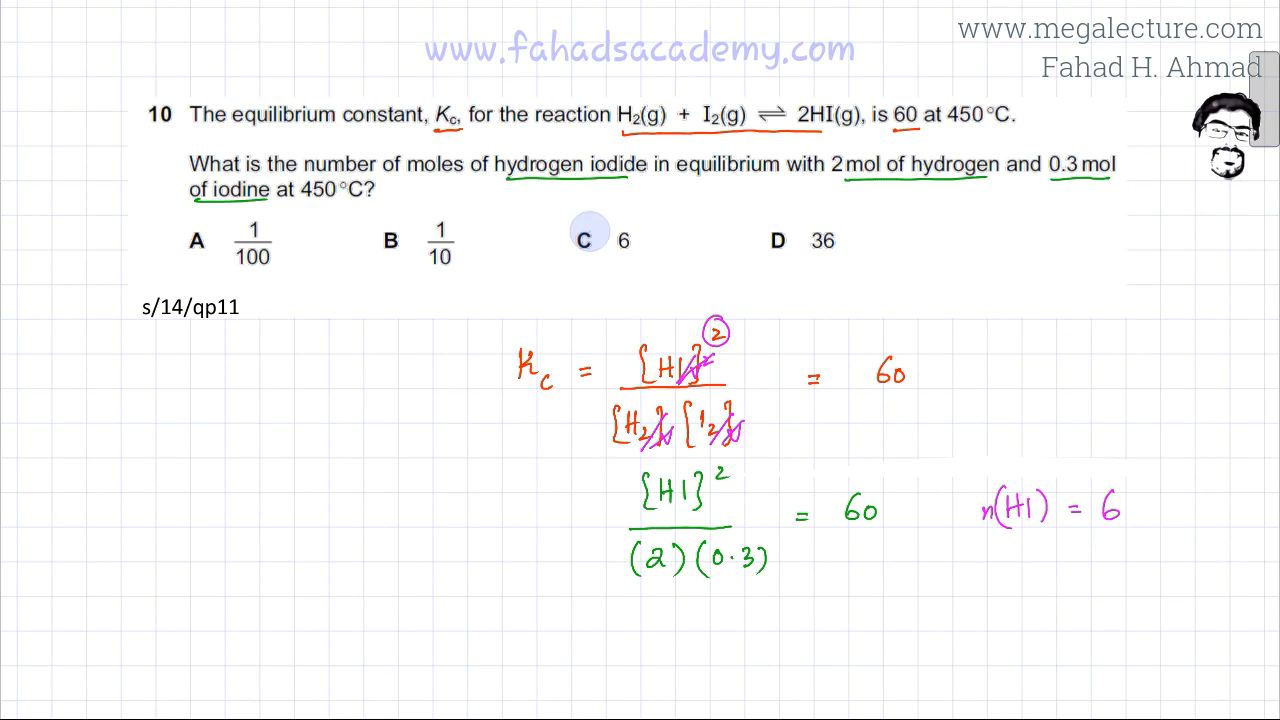 www.megalecture.com
www.fahadsacademy.com
Fahad H. Ahmad
10 The equilibrium constant, Kc, for the reaction H₂(g) + I₂(g) ⇌ 2HI(g), is 60 at 450 °C.
What is the number of moles of hydrogen iodide in equilibrium with 2 mol of hydrogen and 0.3 mol
of iodine at 450 °C?
A 1/100 B 1/10 C 6 D 36
s/14/qp11
Kc = [HI/v]² / [H₂/v] [I₂/v] = 60
[HI]² / (2)(0.3) = 60 n(HI) = 6